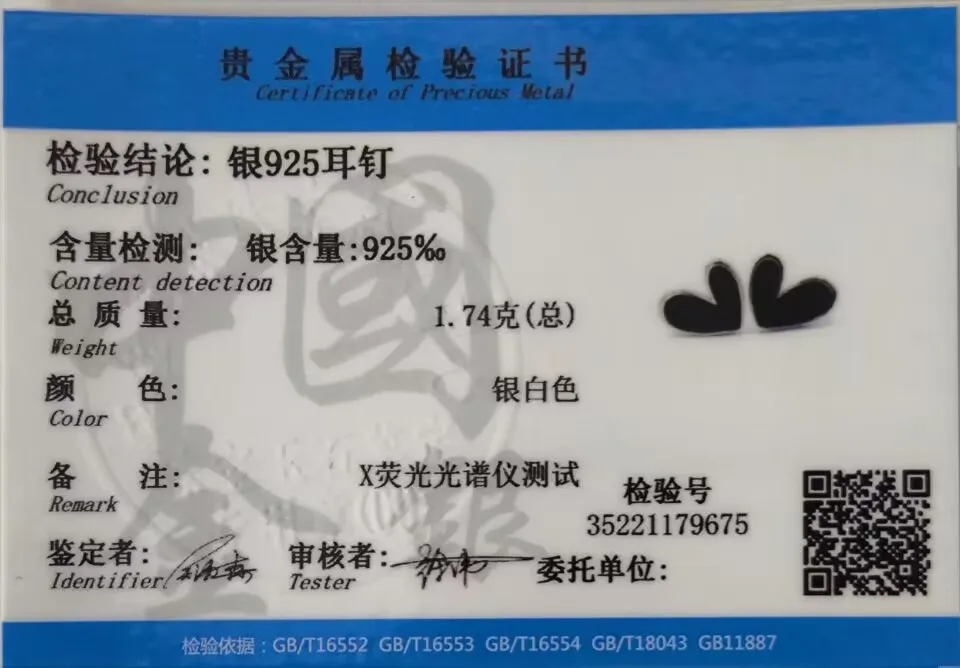 贵金属检验证书
Certificate of Precious Metal
检验结论: 银925耳钉
Conclusion
含量检测: 银含量:925‰
Content detection
总质量: 1.74克(总)
Weight
颜色: 银白色
Color
备注: X荧光光谱仪测试
Remark
检验号
35221179675
鉴定者: 审核者: 委托单位:
Identifier Tester
检验依据: GB/T16552 GB/T16553 GB/T16554 GB/T18043 GB11887